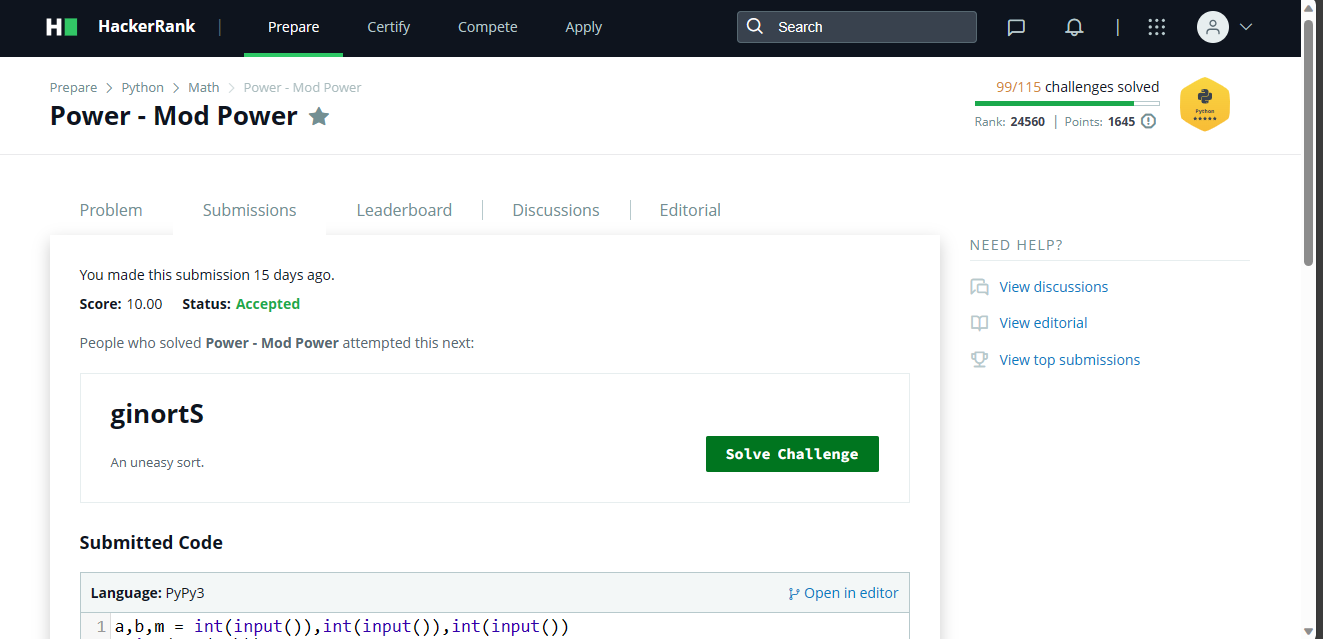 H HackerRank | Prepare Certify Compete Apply Search |
Prepare > Python > Math > Power - Mod Power
Power - Mod Power
99/115 challenges solved
Rank: 24560 | Points: 1645
Python
Problem Submissions Leaderboard Discussions Editorial
You made this submission 15 days ago.
Score: 10.00 Status: Accepted
People who solved Power - Mod Power attempted this next:
ginortS
An uneasy sort.
Solve Challenge
Submitted Code
Language: PyPy3 Open in editor
1 a,b,m = int(input()),int(input()),int(input())
NEED HELP?
View discussions
View editorial
View top submissions